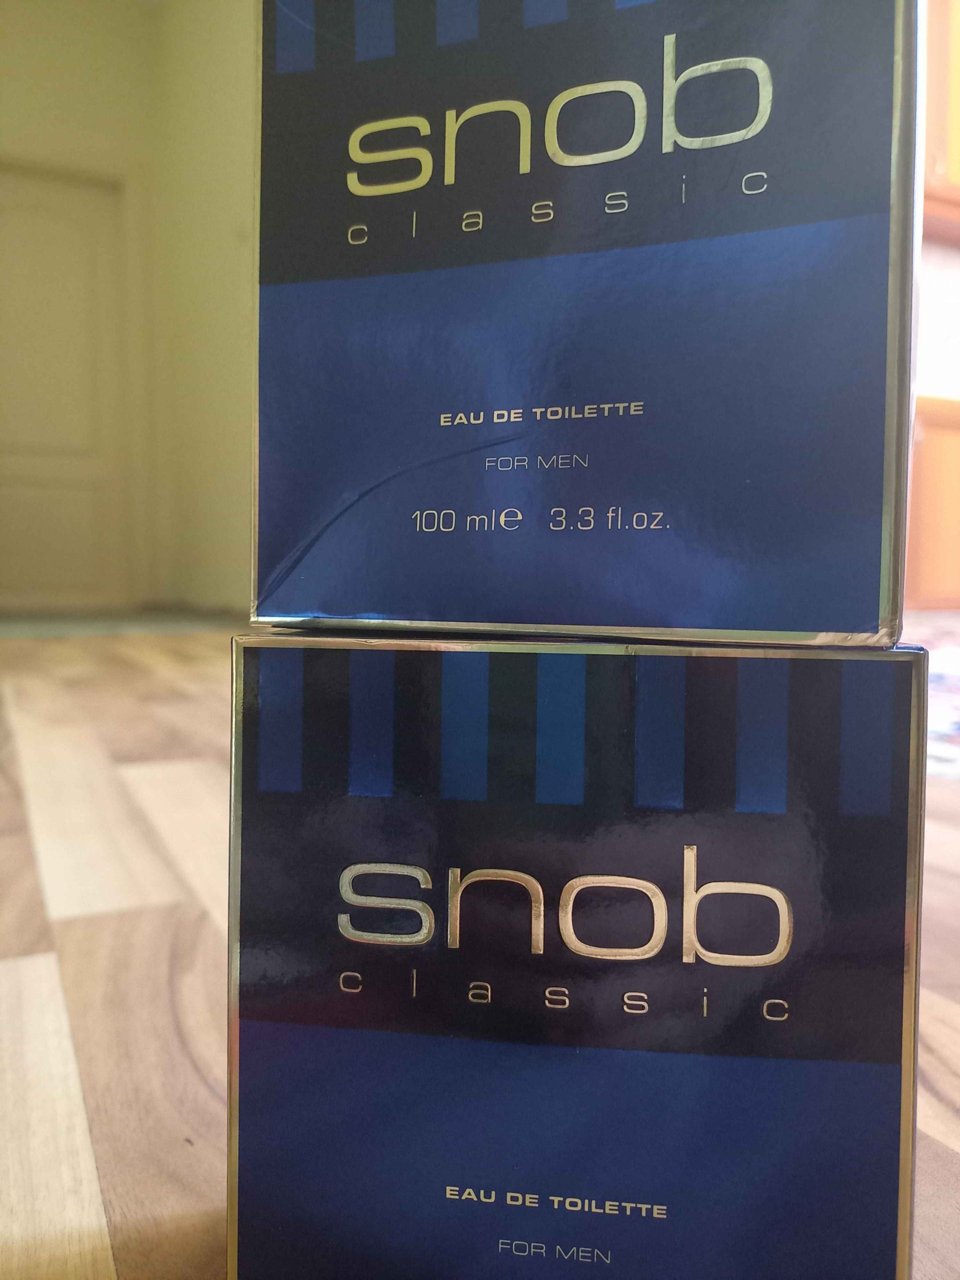 snob
classic
EAU DE TOILETTE
FOR MEN
100 ml℮ 3.3 fl.oz.
snob
classic
EAU DE TOILETTE
FOR MEN